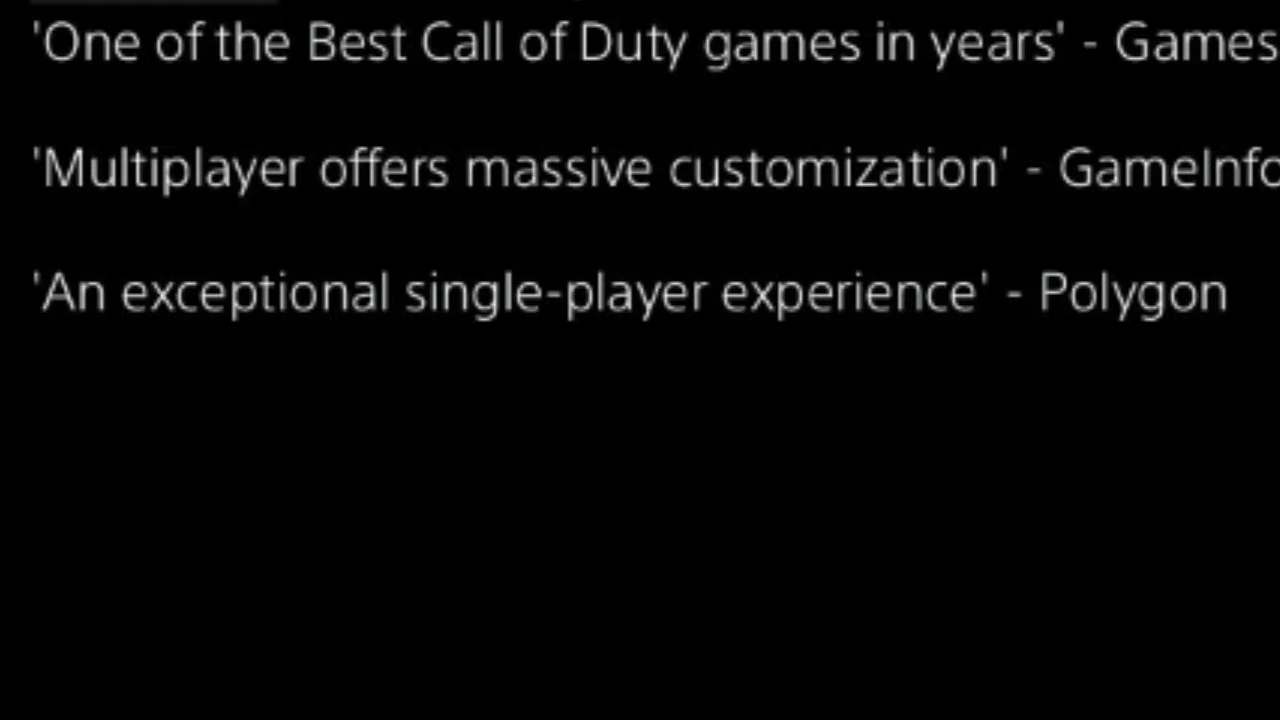 'One of the Best Call of Duty games in years' - Games
'Multiplayer offers massive customization' - GameInfo
'An exceptional single-player experience' - Polygon